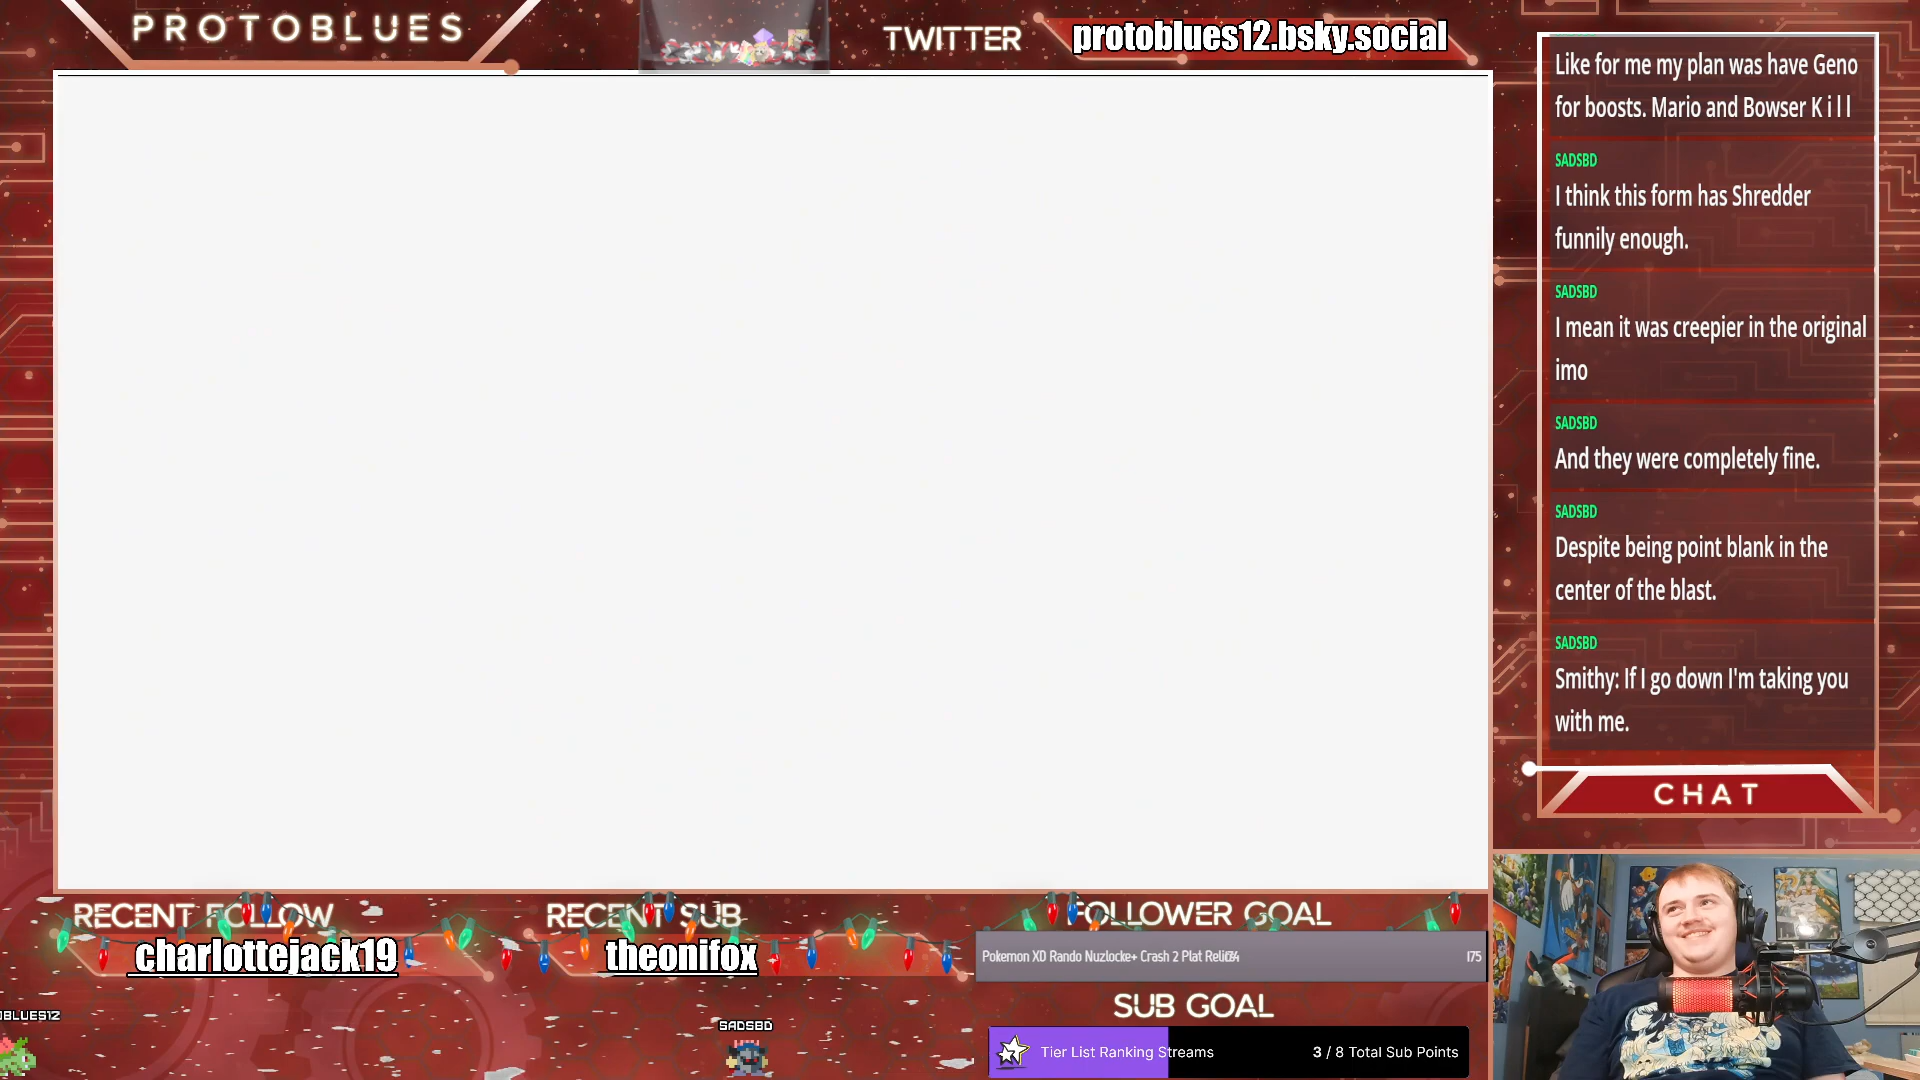 PROTOBLUES
TWITTER
protoblues12.bsky.social
Like for me my plan was have Geno
for boosts. Mario and Bowser K i l l
SADSBD
I think this form has Shredder
funnily enough.
SADSBD
I mean it was creepier in the original
imo
SADSBD
And they were completely fine.
SADSBD
Despite being point blank in the
center of the blast.
SADSBD
Smithy: If I go down I'm taking you
with me.
CHAT
RECENT FOLLOW
charlottejack19
RECENT SUB
theonifox
FOLLOWER GOAL
Pokemon XD Rando Nuzlocke+ Crash 2 Plat Relic
175
SUB GOAL
Tier List Ranking Streams
3 / 8 Total Sub Points
OBLUES12
SADSBD